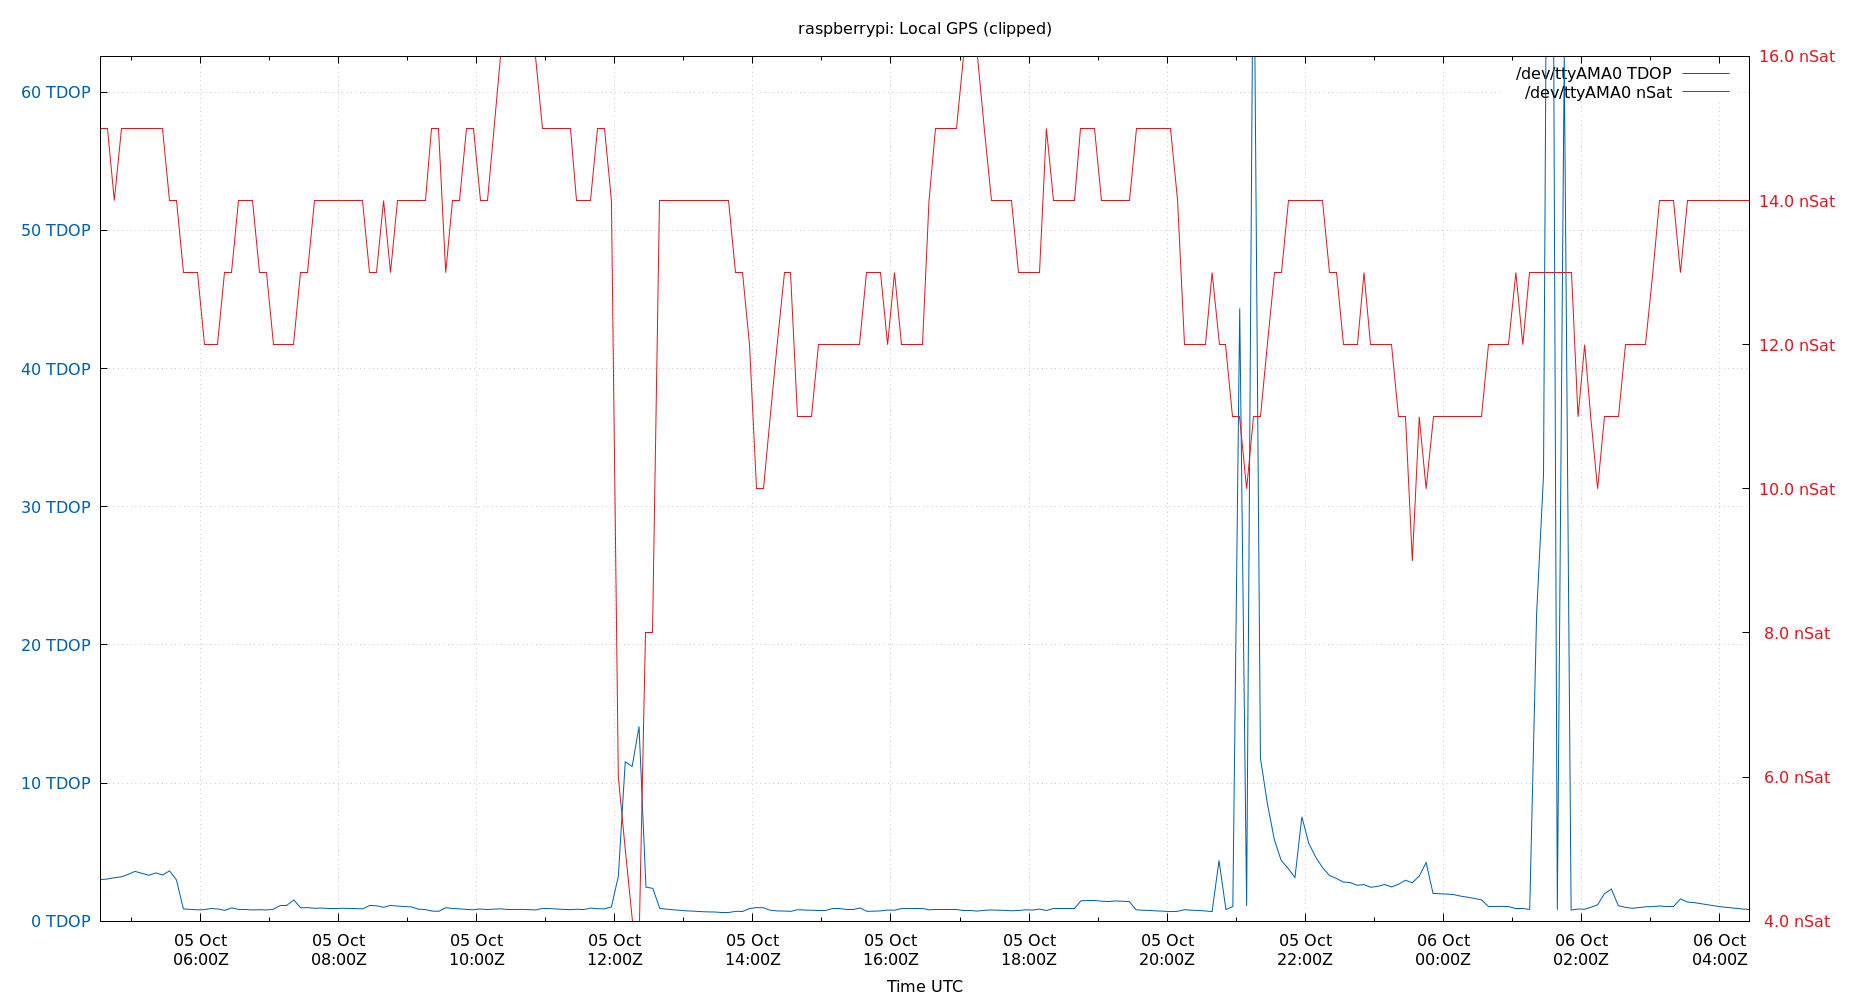 raspberrypi: Local GPS (clipped)
/dev/ttyAMA0 TDOP
/dev/ttyAMA0 nSat
60 TDOP
50 TDOP
40 TDOP
30 TDOP
20 TDOP
10 TDOP
0 TDOP
16.0 nSat
14.0 nSat
12.0 nSat
10.0 nSat
8.0 nSat
6.0 nSat
4.0 nSat
05 Oct
06:00Z
05 Oct
08:00Z
05 Oct
10:00Z
05 Oct
12:00Z
05 Oct
14:00Z
05 Oct
16:00Z
05 Oct
18:00Z
05 Oct
20:00Z
05 Oct
22:00Z
06 Oct
00:00Z
06 Oct
02:00Z
06 Oct
04:00Z
Time UTC